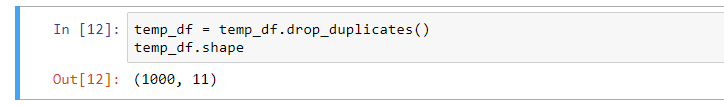 In [12]: temp_df = temp_df.drop_duplicates()
temp_df.shape
Out[12]: (1000, 11)